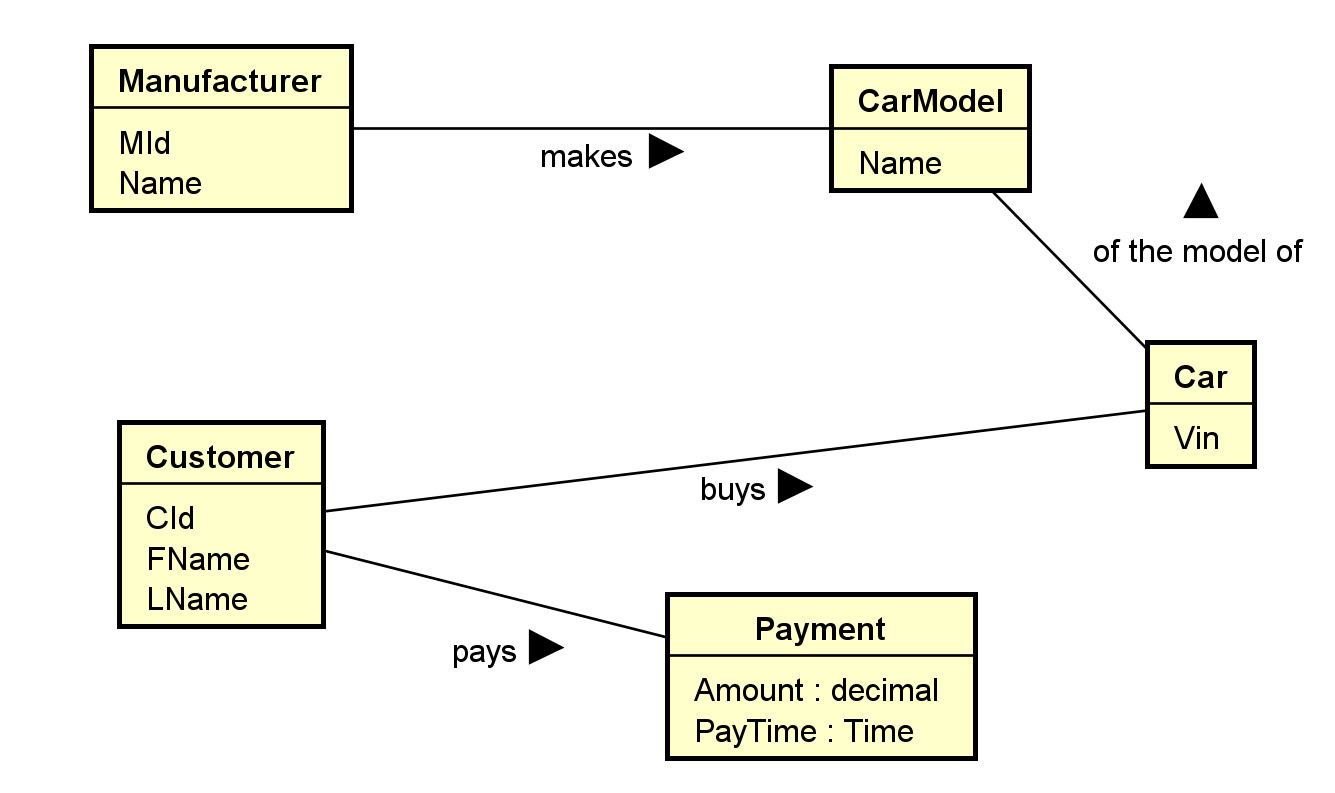 Manufacturer
MId
Name
makes
CarModel
Name
of the model of
Car
Vin
Customer
CId
FName
LName
buys
pays
Payment
Amount : decimal
PayTime : Time